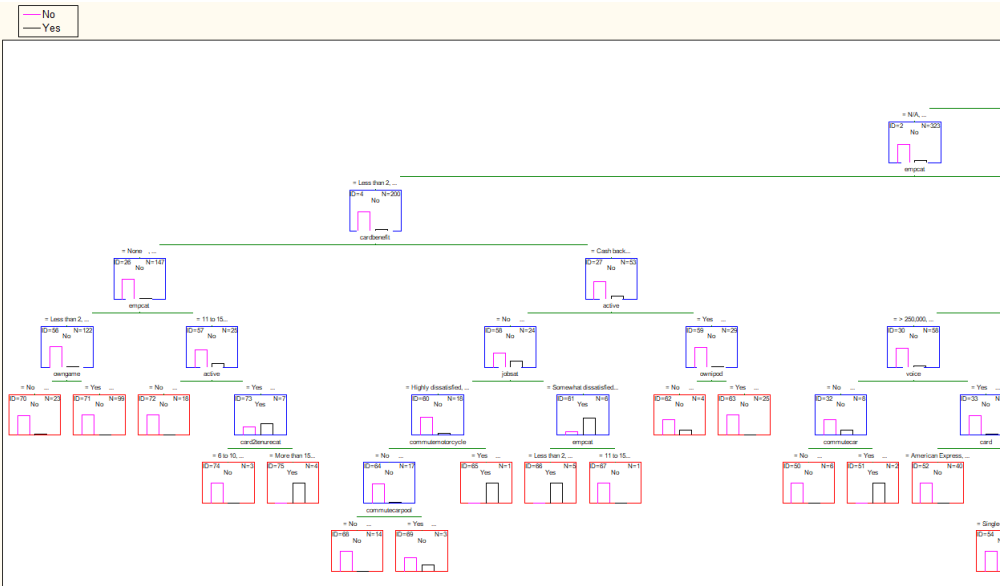 No
Yes
= N/A, ...
ID=2 N=323
No
empcat
= Less than 2, ...
ID=4 N=200
No
cardbenefit
= None , ... = Cash back...
ID=26 N=147 ID=27 N=53
No No
empcat active
= Less than 2, ... = 11 to 15... = No ... = Yes ... = > 250,000, ...
ID=56 N=122 ID=57 N=25 ID=58 N=24 ID=59 N=29 ID=30 N=58
No No No No No
owngame active jobsat ownipod voice
= No ... = Yes ... = No ... = Yes ... = Highly dissatisfied, ... = Somewhat dissatisfied... = No ... = Yes ... = No ... = Yes ...
ID=70 N=23 ID=71 N=99 ID=72 N=18 ID=73 N=7 ID=60 N=18 ID=61 N=6 ID=62 N=4 ID=63 N=25 ID=32 N=8 ID=33 N
No No No Yes No Yes No No No N
card2tenurecat commutemotorcycle empcat commutecar card
= 6 to 10, ... = More than 15... = No ... = Yes ... = Less than 2, ... = 11 to 15... = No ... = Yes ... = American Express, ...
ID=74 N=3 ID=75 N=4 ID=64 N=17 ID=65 N=1 ID=66 N=5 ID=67 N=1 ID=50 N=6 ID=51 N=2 ID=52 N=40
No Yes No Yes Yes No No Yes No
commutecarpool
= No ... = Yes ... = Single
ID=68 N=14 ID=69 N=3 ID=54 N
No No No